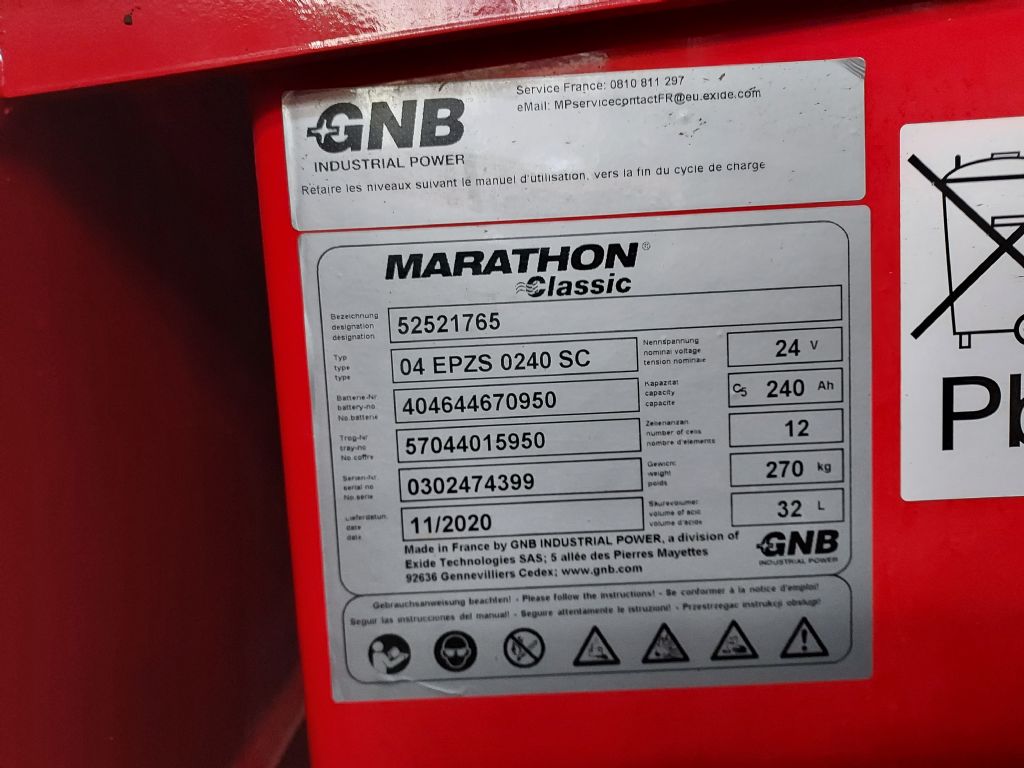 GNB
INDUSTRIAL POWER
Service France: 0810 811 297
eMail: MPservicecontactFR@eu.exide.com
Refaire les niveaux suivant le manuel d'utilisation, vers la fin du cycle de charge
MARATHON®
Classic
Bezeichnung
designation
désignation
52521765
Typ
type
type
04 EPZS 0240 SC
Nennspannung
nominal voltage
tension nominale
24 V
Batterie-Nr
battery-no
No.batterie
404644670950
Kapazität
capacity
capacité
C5 240 Ah
Trog-Nr
tray-no
No.coffre
57044015950
Zellenanzahl
number of cells
nombre d'elements
12
Serien-Nr
serial no
No.serie
0302474399
Gewicht
weight
poids
270 kg
Lieferdatum
date
date
11/2020
Säurevolumen
volume of acid
volume d'acide
32 L
Made in France by GNB INDUSTRIAL POWER, a division of
Exide Technologies SAS; 5 allée des Pierres Mayettes
92636 Gennevilliers Cedex; www.gnb.com
GNB
INDUSTRIAL POWER
Gebrauchsanweisung beachten! - Please follow the instructions! - Se conformer à la notice d'emploi!
Seguir las instrucciones del manual! - Seguire attentamente le istruzioni! - Przestrzegac instrukcji obslugi!
Pb